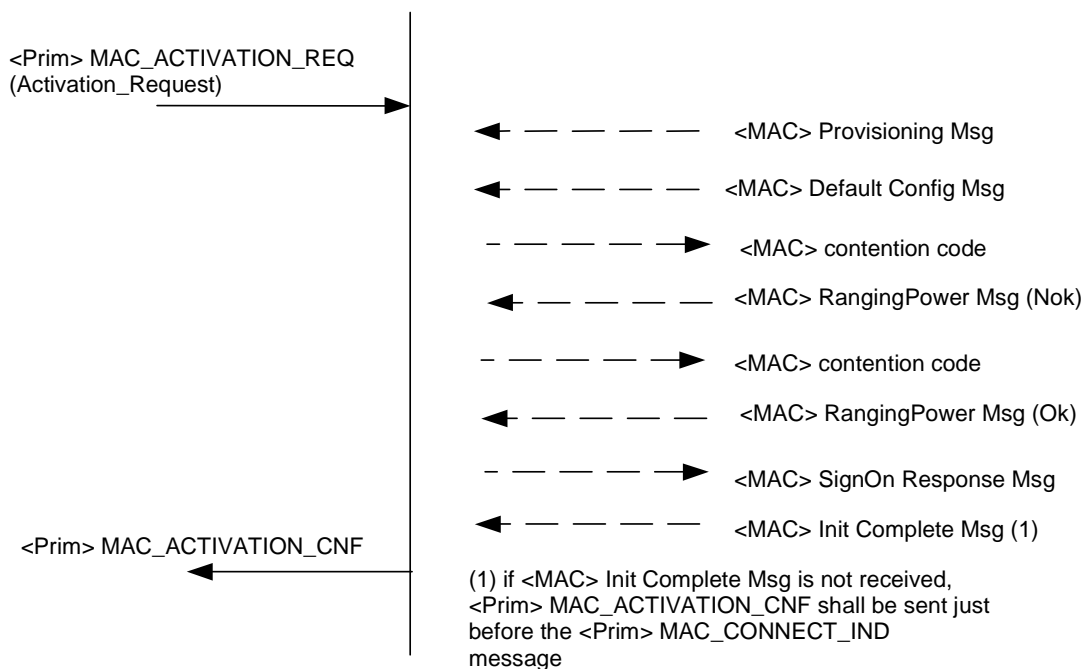 <Prim> MAC_ACTIVATION_REQ
(Activation_Request)
<MAC> Provisioning Msg
<MAC> Default Config Msg
<MAC> contention code
<MAC> RangingPower Msg (Nok)
<MAC> contention code
<MAC> RangingPower Msg (Ok)
<MAC> SignOn Response Msg
<MAC> Init Complete Msg (1)
<Prim> MAC_ACTIVATION_CNF
(1) if <MAC> Init Complete Msg is not received,
<Prim> MAC_ACTIVATION_CNF shall be sent just
before the <Prim> MAC_CONNECT_IND
message